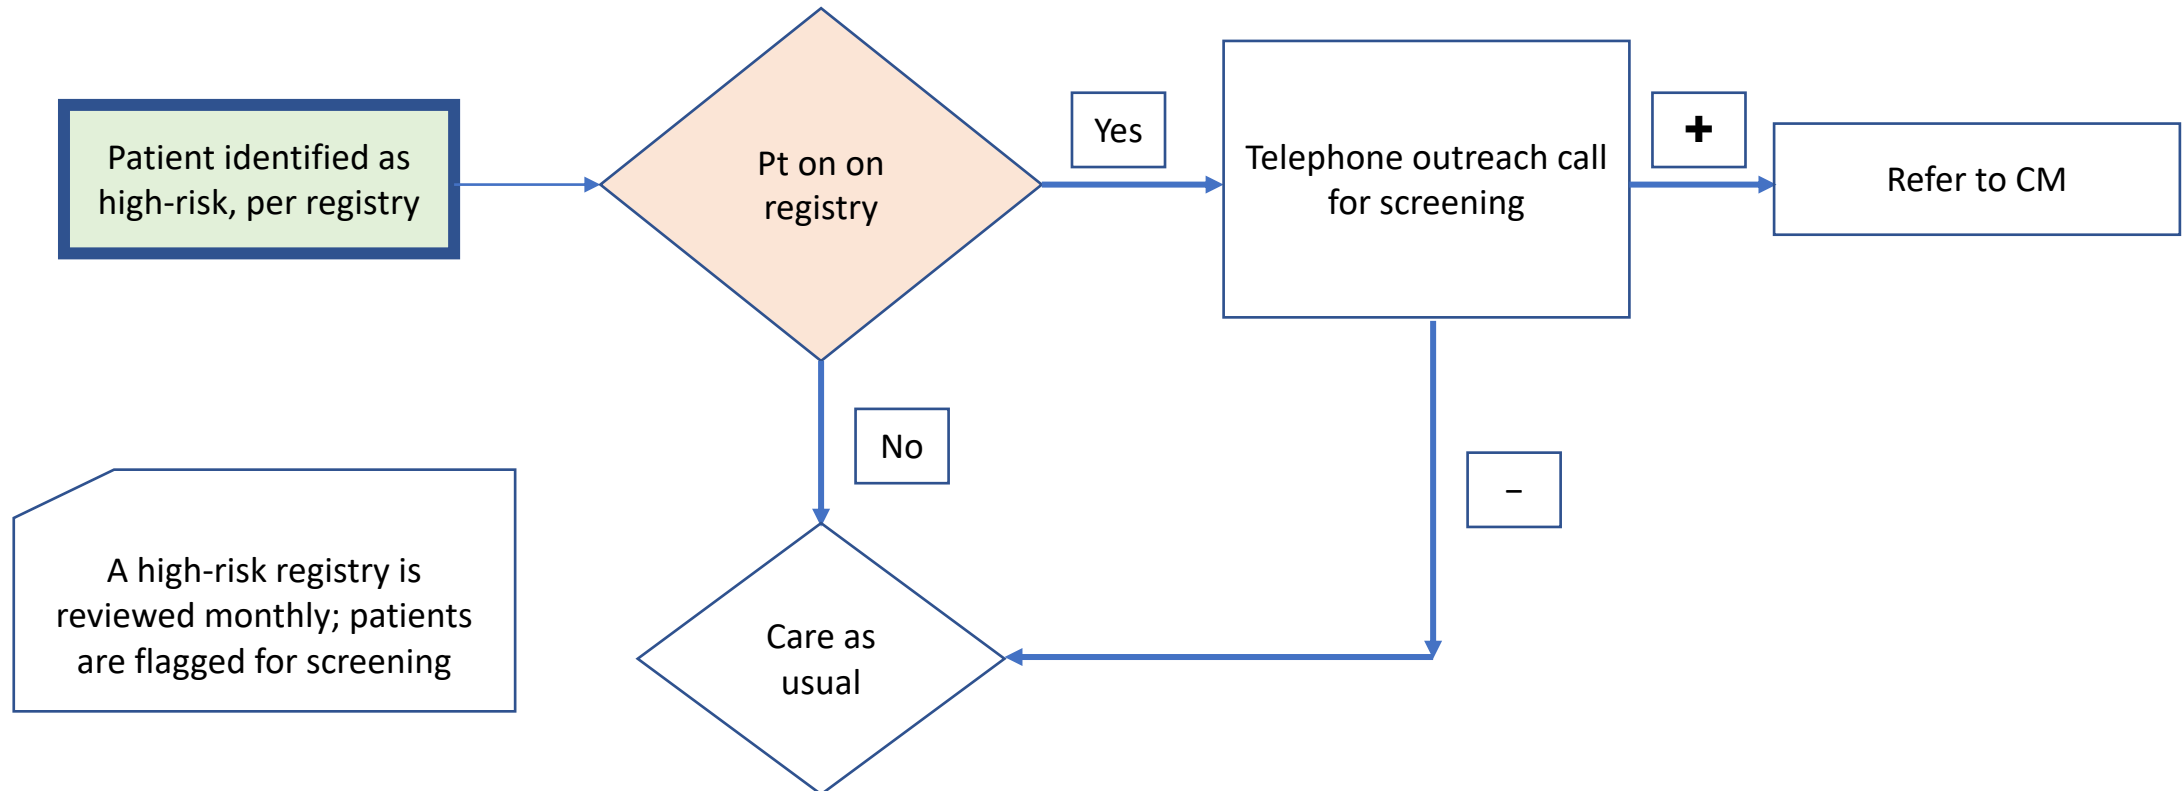 Patient identified as
high-risk, per registry
Pt on on
registry
Yes
Telephone outreach call
for screening
+
Refer to CM
No
–
A high-risk registry is
reviewed monthly; patients
are flagged for screening
Care as
usual